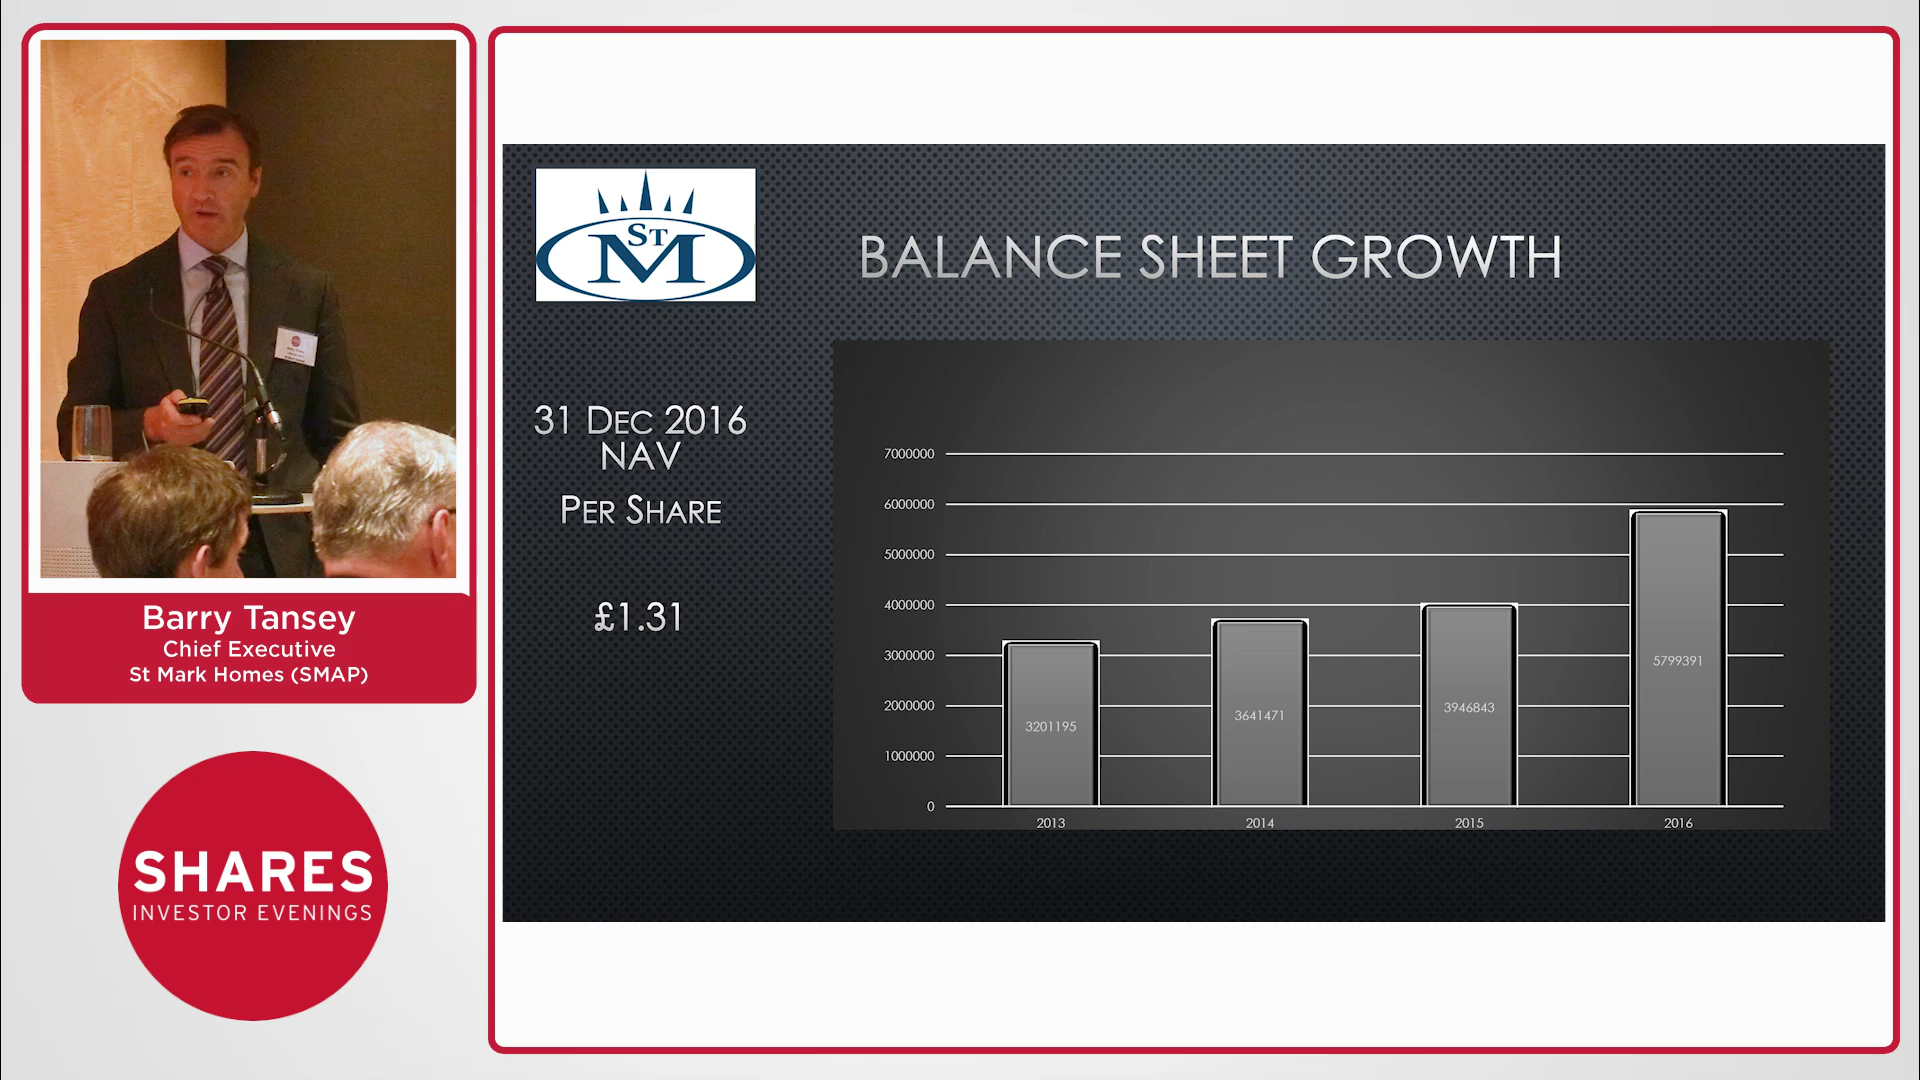 Barry Tansey
Chief Executive
St Mark Homes (SMAP)
SHARES
INVESTOR EVENINGS
ST
M
BALANCE SHEET GROWTH
31 DEC 2016
NAV
PER SHARE
£1.31
7000000
6000000
5000000
4000000
3000000
2000000
1000000
0
3201195
3641471
3946843
5799391
2013
2014
2015
2016